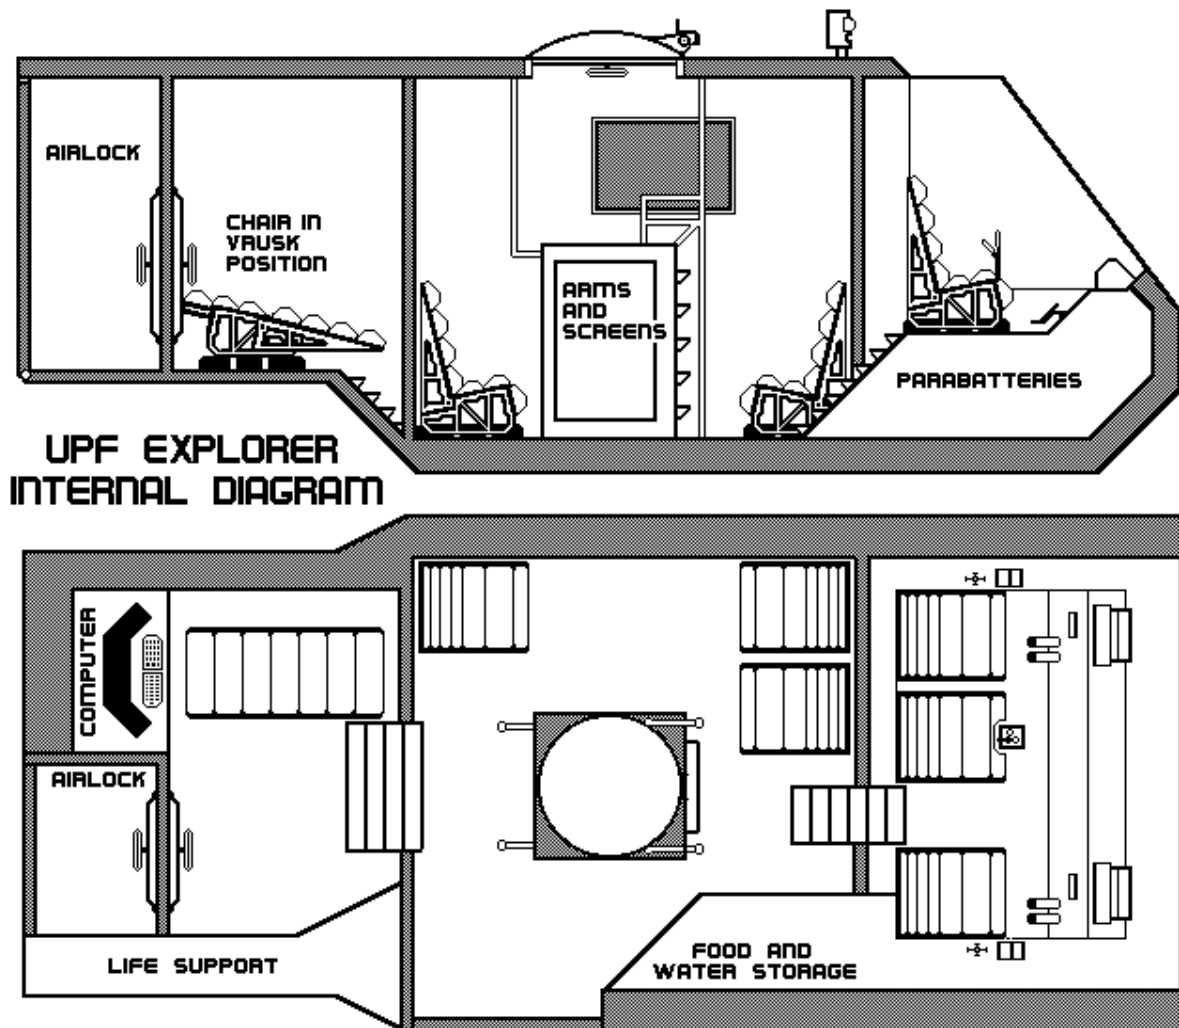 AIRLOCK
CHAIR IN
VRUSK
POSITION
ARMS
AND
SCREENS
PARABATTERIES
UPF EXPLORER
INTERNAL DIAGRAM
COMPUTER
AIRLOCK
LIFE SUPPORT
FOOD AND
WATER STORAGE